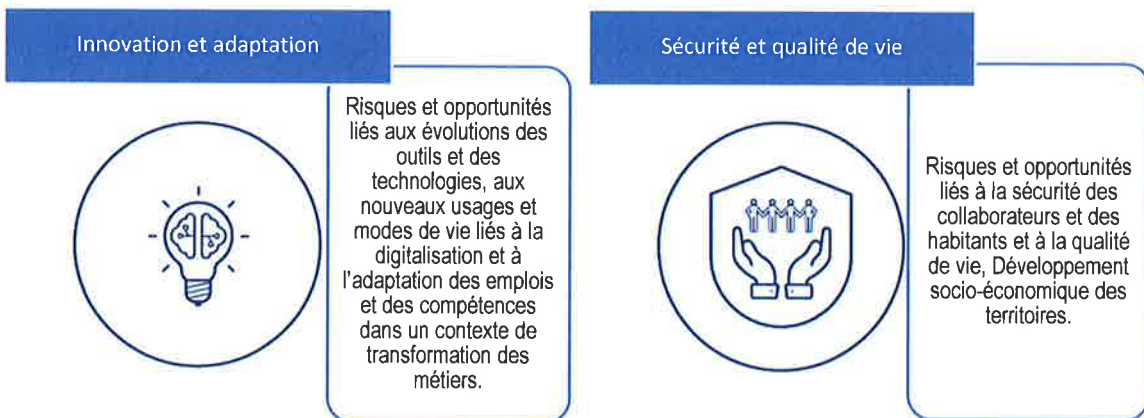 Innovation et adaptation
Risques et opportunités
liés aux évolutions des
outils et des
technologies, aux
nouveaux usages et
modes de vie liés à la
digitalisation et à
l'adaptation des emplois
et des compétences
dans un contexte de
transformation des
métiers.
Sécurité et qualité de vie
Risques et opportunités
liés à la sécurité des
collaborateurs et des
habitants et à la qualité
de vie, Développement
socio-économique des
territoires.